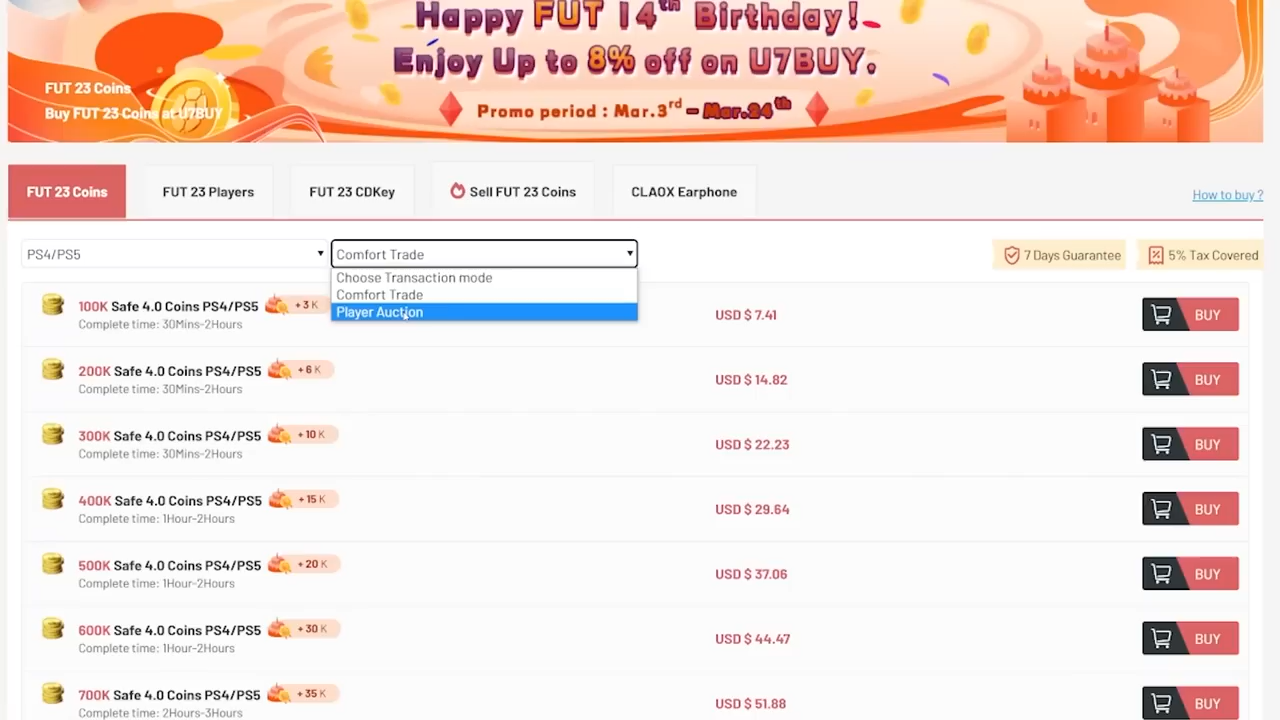 Happy FUT 14th Birthday!
Enjoy Up to 8% off on U7BUY.
Promo period : Mar.3rd – Mar.24th
FUT 23 Coins
Buy FUT 23 Coins at U7BUY
FUT 23 Coins
FUT 23 Players
FUT 23 CDKey
Sell FUT 23 Coins
CLAOX Earphone
How to buy ?
PS4/PS5
Comfort Trade
7 Days Guarantee
5% Tax Covered
Choose Transaction mode
Comfort Trade
Player Auction
100K Safe 4.0 Coins PS4/PS5 +3 K
Complete time: 30Mins-2Hours
USD $ 7.41
BUY
200K Safe 4.0 Coins PS4/PS5 +6 K
Complete time: 30Mins-2Hours
USD $ 14.82
BUY
300K Safe 4.0 Coins PS4/PS5 +10 K
Complete time: 30Mins-2Hours
USD $ 22.23
BUY
400K Safe 4.0 Coins PS4/PS5 +15 K
Complete time: 1Hour-2Hours
USD $ 29.64
BUY
500K Safe 4.0 Coins PS4/PS5 +20 K
Complete time: 1Hour-2Hours
USD $ 37.06
BUY
600K Safe 4.0 Coins PS4/PS5 +30 K
Complete time: 1Hour-2Hours
USD $ 44.47
BUY
700K Safe 4.0 Coins PS4/PS5 +35 K
Complete time: 2Hours-3Hours
USD $ 51.88
BUY